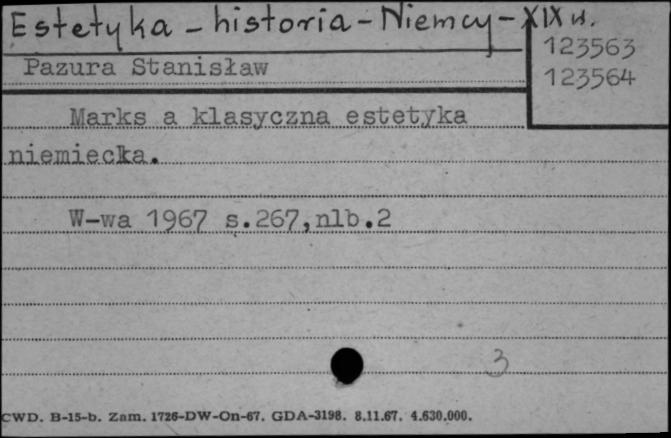 Estetyka - historia - Niemcy - XIX w.
123563
Pazura Stanisław
123564
Marks a klasyczna estetyka
niemiecka.
W-wa 1967 s.267,nlb.2
3
CWD. B-15-b. Zam. 1726-DW-On-67. GDA-3198. 8.11.67. 4.630.000.